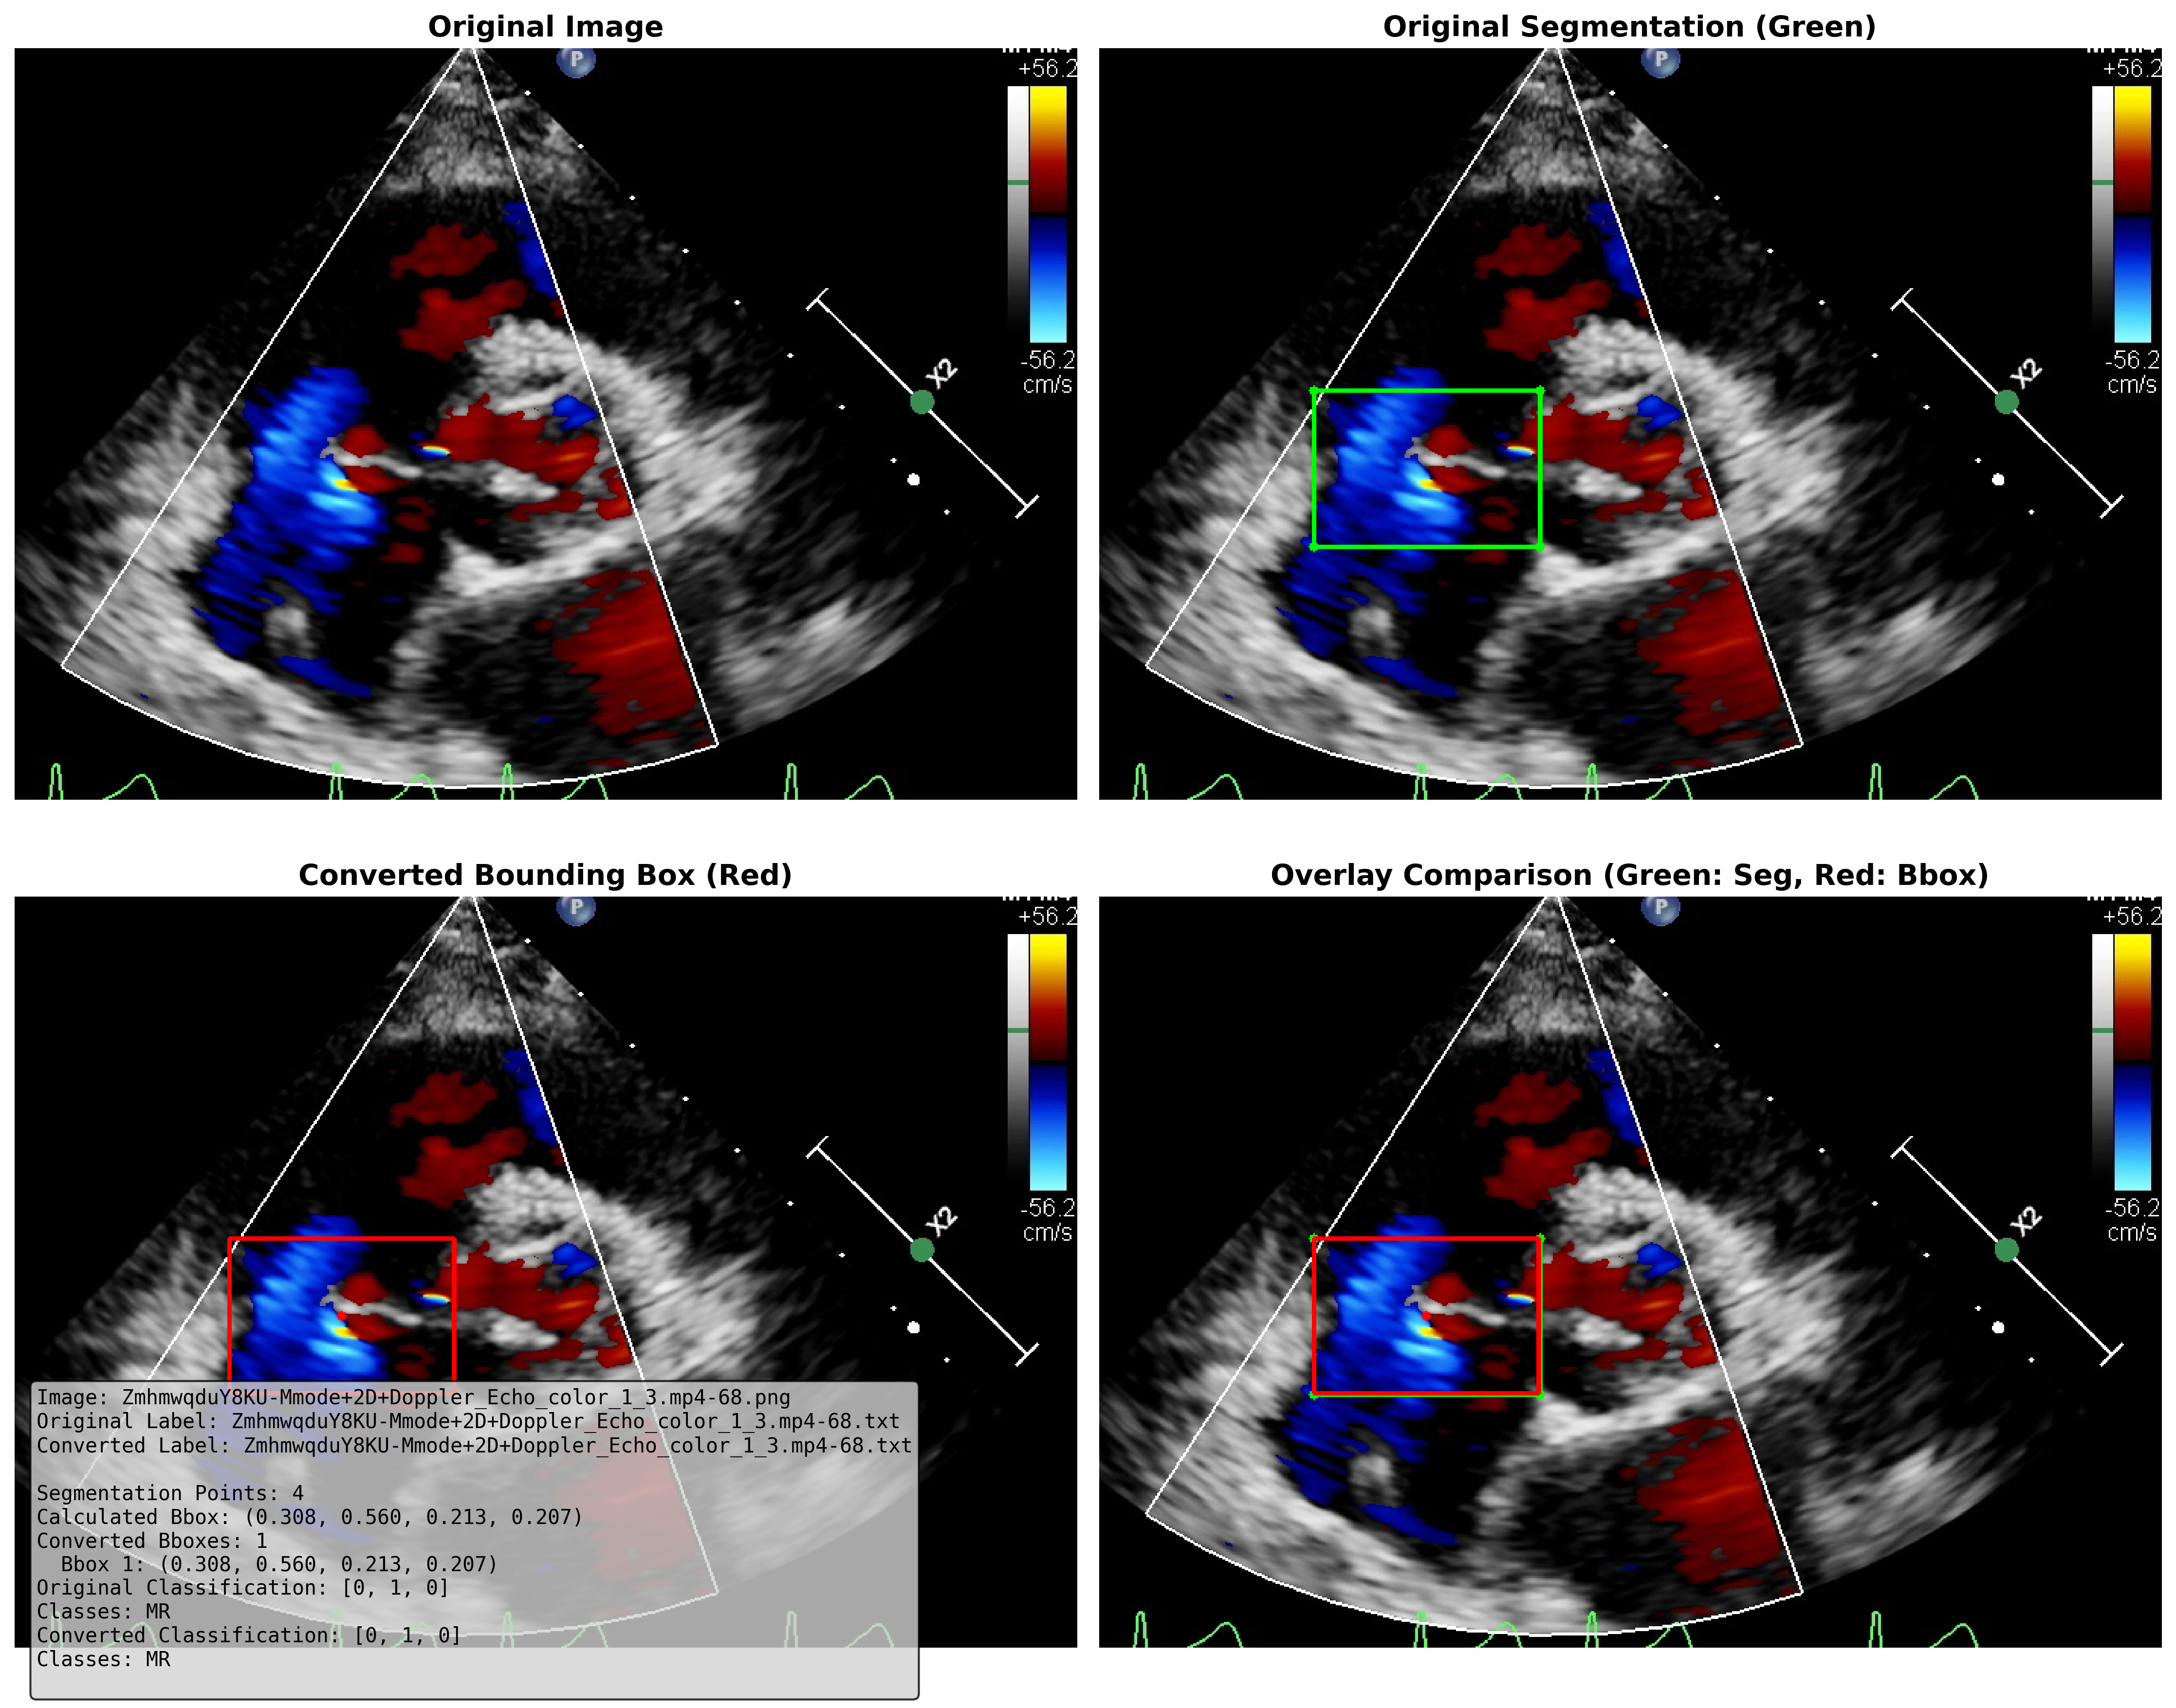 Original Image
P
+56.2
-56.2
cm/s
X2
Original Segmentation (Green)
P
+56.2
-56.2
cm/s
X2
Converted Bounding Box (Red)
P
+56.2
-56.2
cm/s
X2
Image: ZmhmwqduY8KU-Mmode+2D+Doppler_Echo_color_1_3.mp4-68.png
Original Label: ZmhmwqduY8KU-Mmode+2D+Doppler_Echo_color_1_3.mp4-68.txt
Converted Label: ZmhmwqduY8KU-Mmode+2D+Doppler_Echo_color_1_3.mp4-68.txt
Segmentation Points: 4
Calculated Bbox: (0.308, 0.560, 0.213, 0.207)
Converted Bboxes: 1
Bbox 1: (0.308, 0.560, 0.213, 0.207)
Original Classification: [0, 1, 0]
Classes: MR
Converted Classification: [0, 1, 0]
Classes: MR
Overlay Comparison (Green: Seg, Red: Bbox)
P
+56.2
-56.2
cm/s
X2